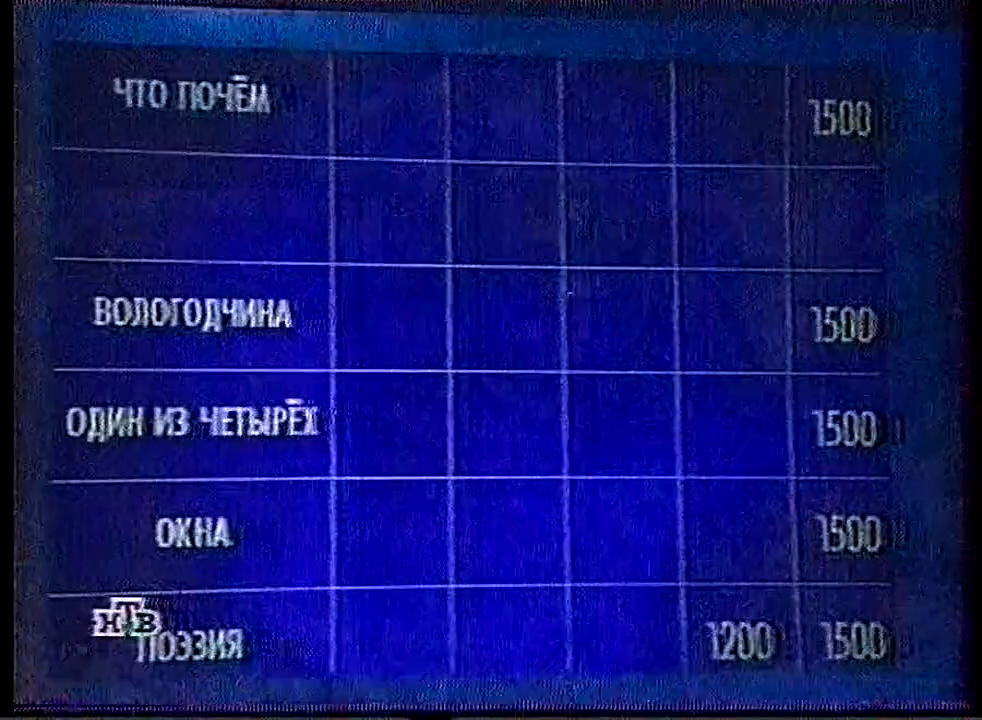 ЧТО ПОЧЁМ 1500
ВОЛОГОДЧИНА 1500
ОДИН ИЗ ЧЕТЫРЁХ 1500
ОКНА 1500
НТВ
ПОЭЗИЯ 1200 1500